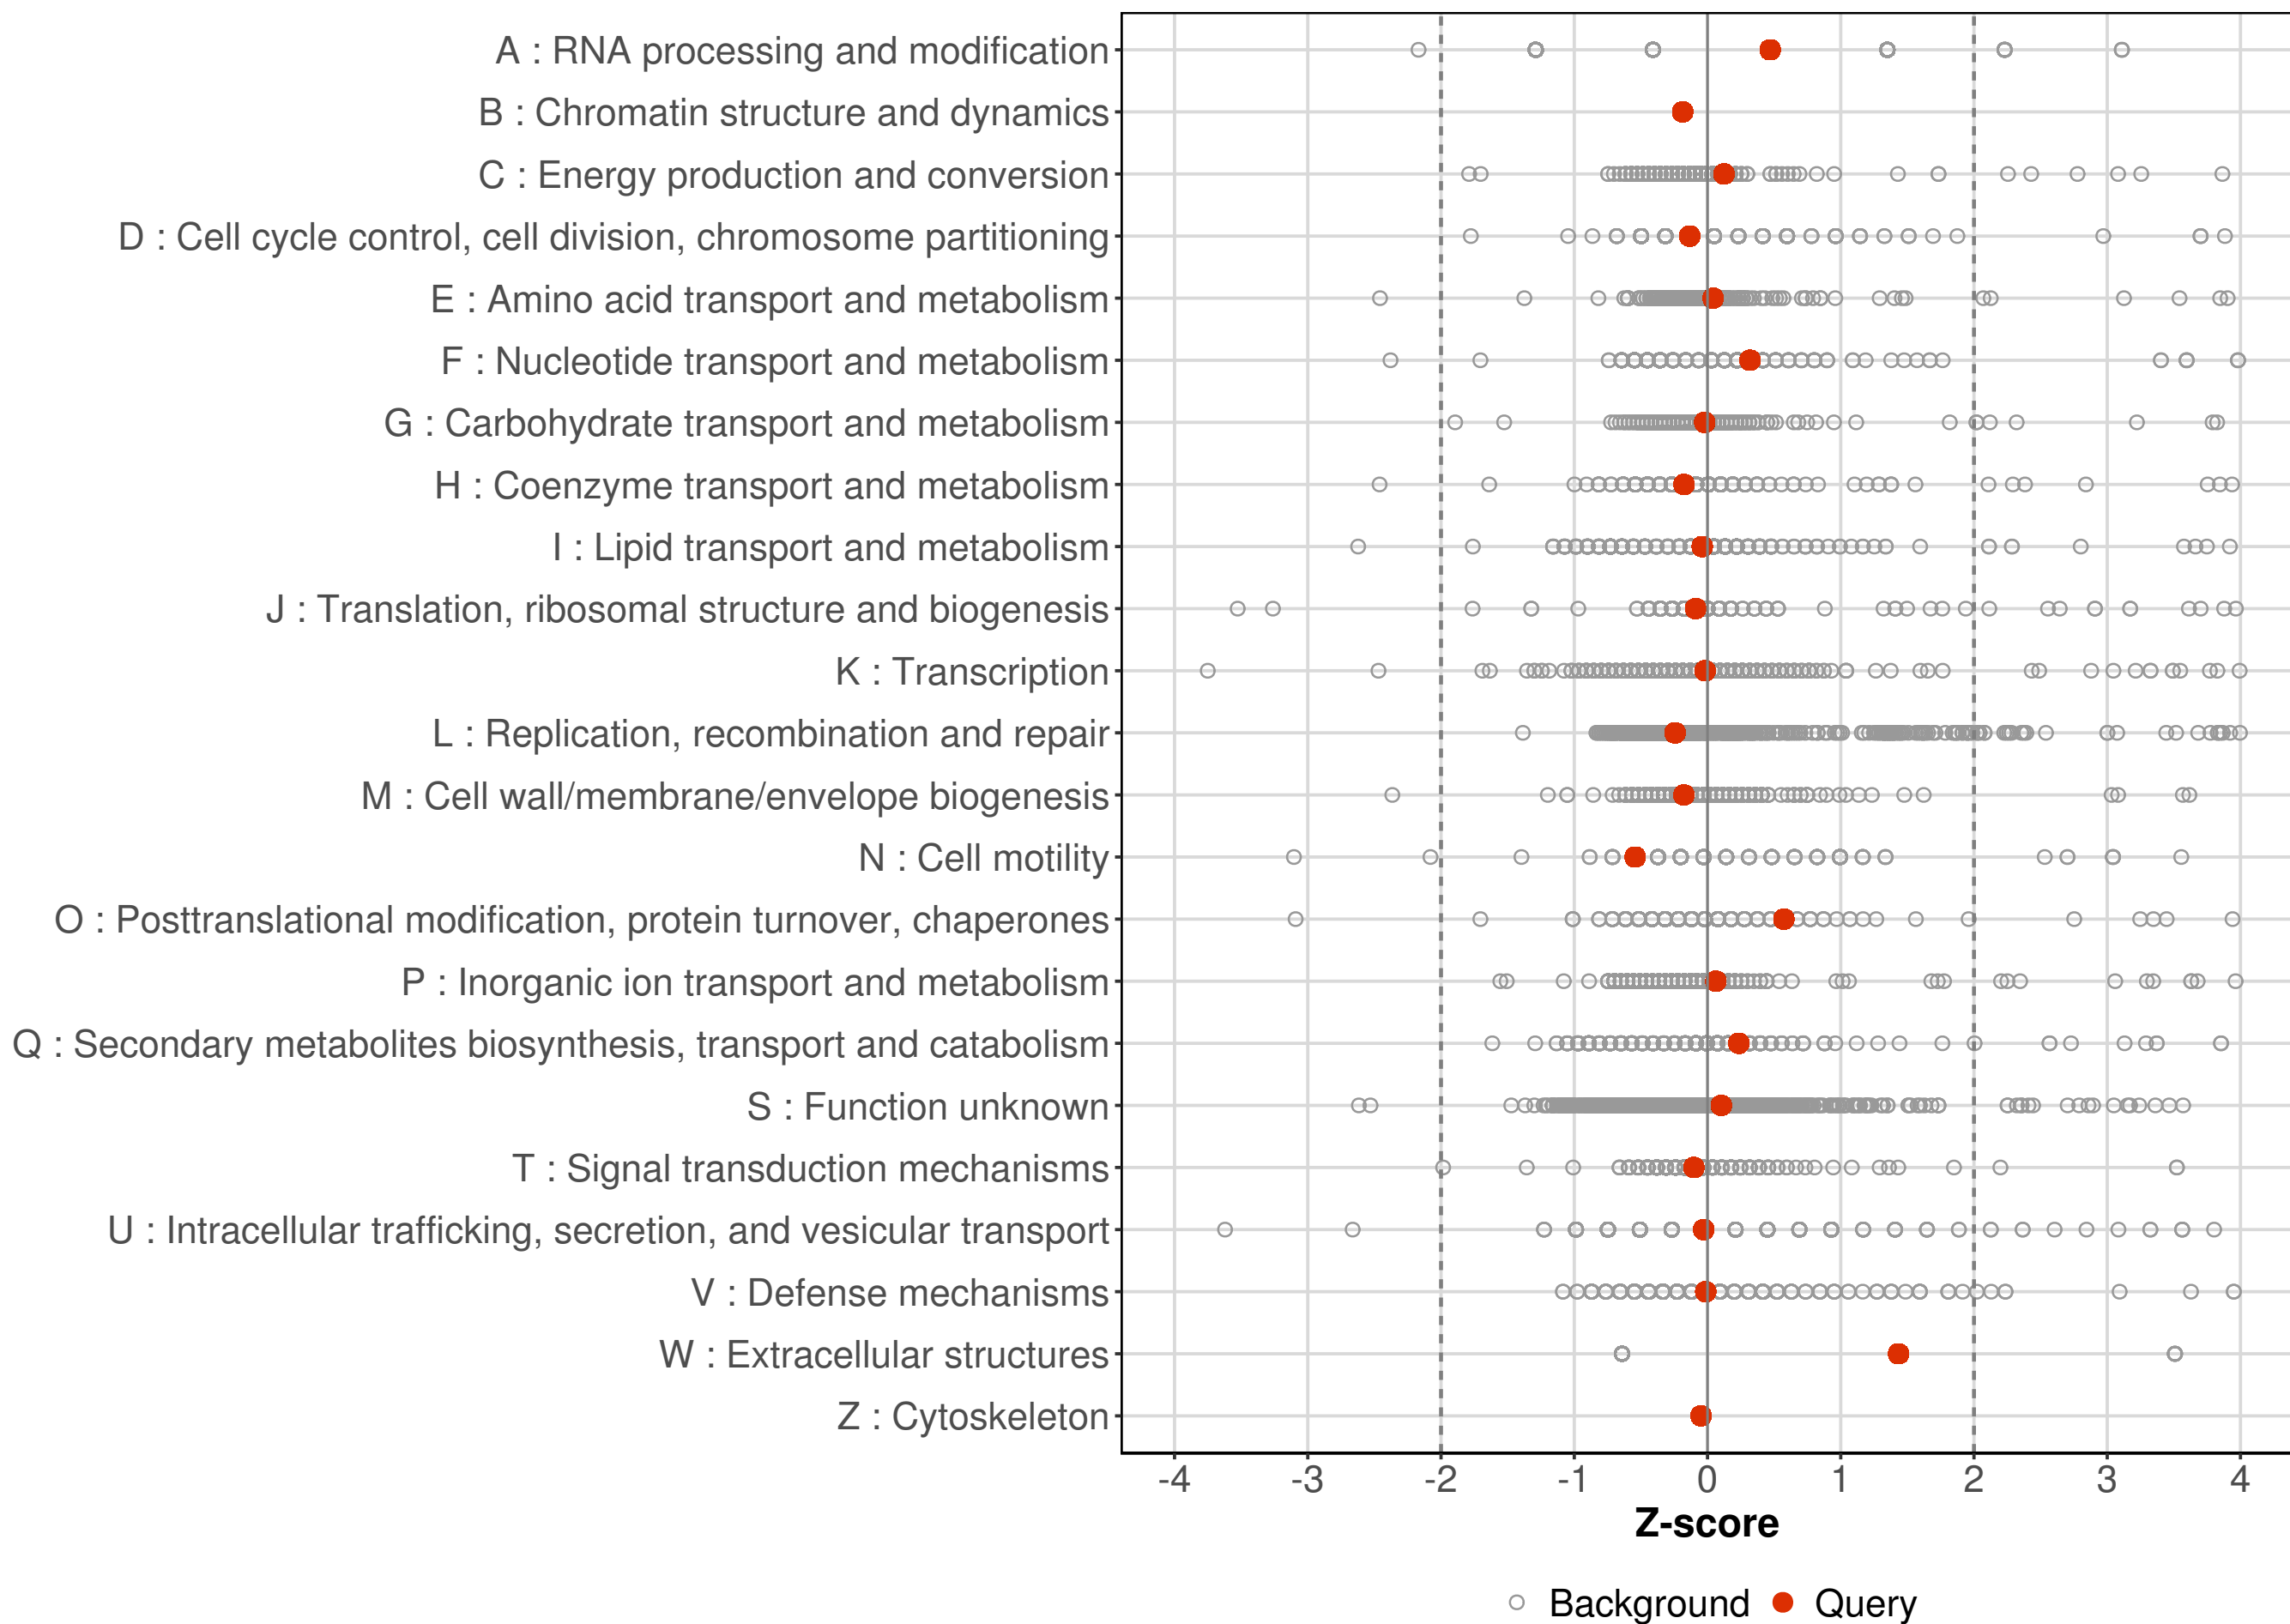 A : RNA processing and modification
B : Chromatin structure and dynamics
C : Energy production and conversion
D : Cell cycle control, cell division, chromosome partitioning
E : Amino acid transport and metabolism
F : Nucleotide transport and metabolism
G : Carbohydrate transport and metabolism
H : Coenzyme transport and metabolism
I : Lipid transport and metabolism
J : Translation, ribosomal structure and biogenesis
K : Transcription
L : Replication, recombination and repair
M : Cell wall/membrane/envelope biogenesis
N : Cell motility
O : Posttranslational modification, protein turnover, chaperones
P : Inorganic ion transport and metabolism
Q : Secondary metabolites biosynthesis, transport and catabolism
S : Function unknown
T : Signal transduction mechanisms
U : Intracellular trafficking, secretion, and vesicular transport
V : Defense mechanisms
W : Extracellular structures
Z : Cytoskeleton
-4 -3 -2 -1 0 1 2 3 4
Z-score
Background Query